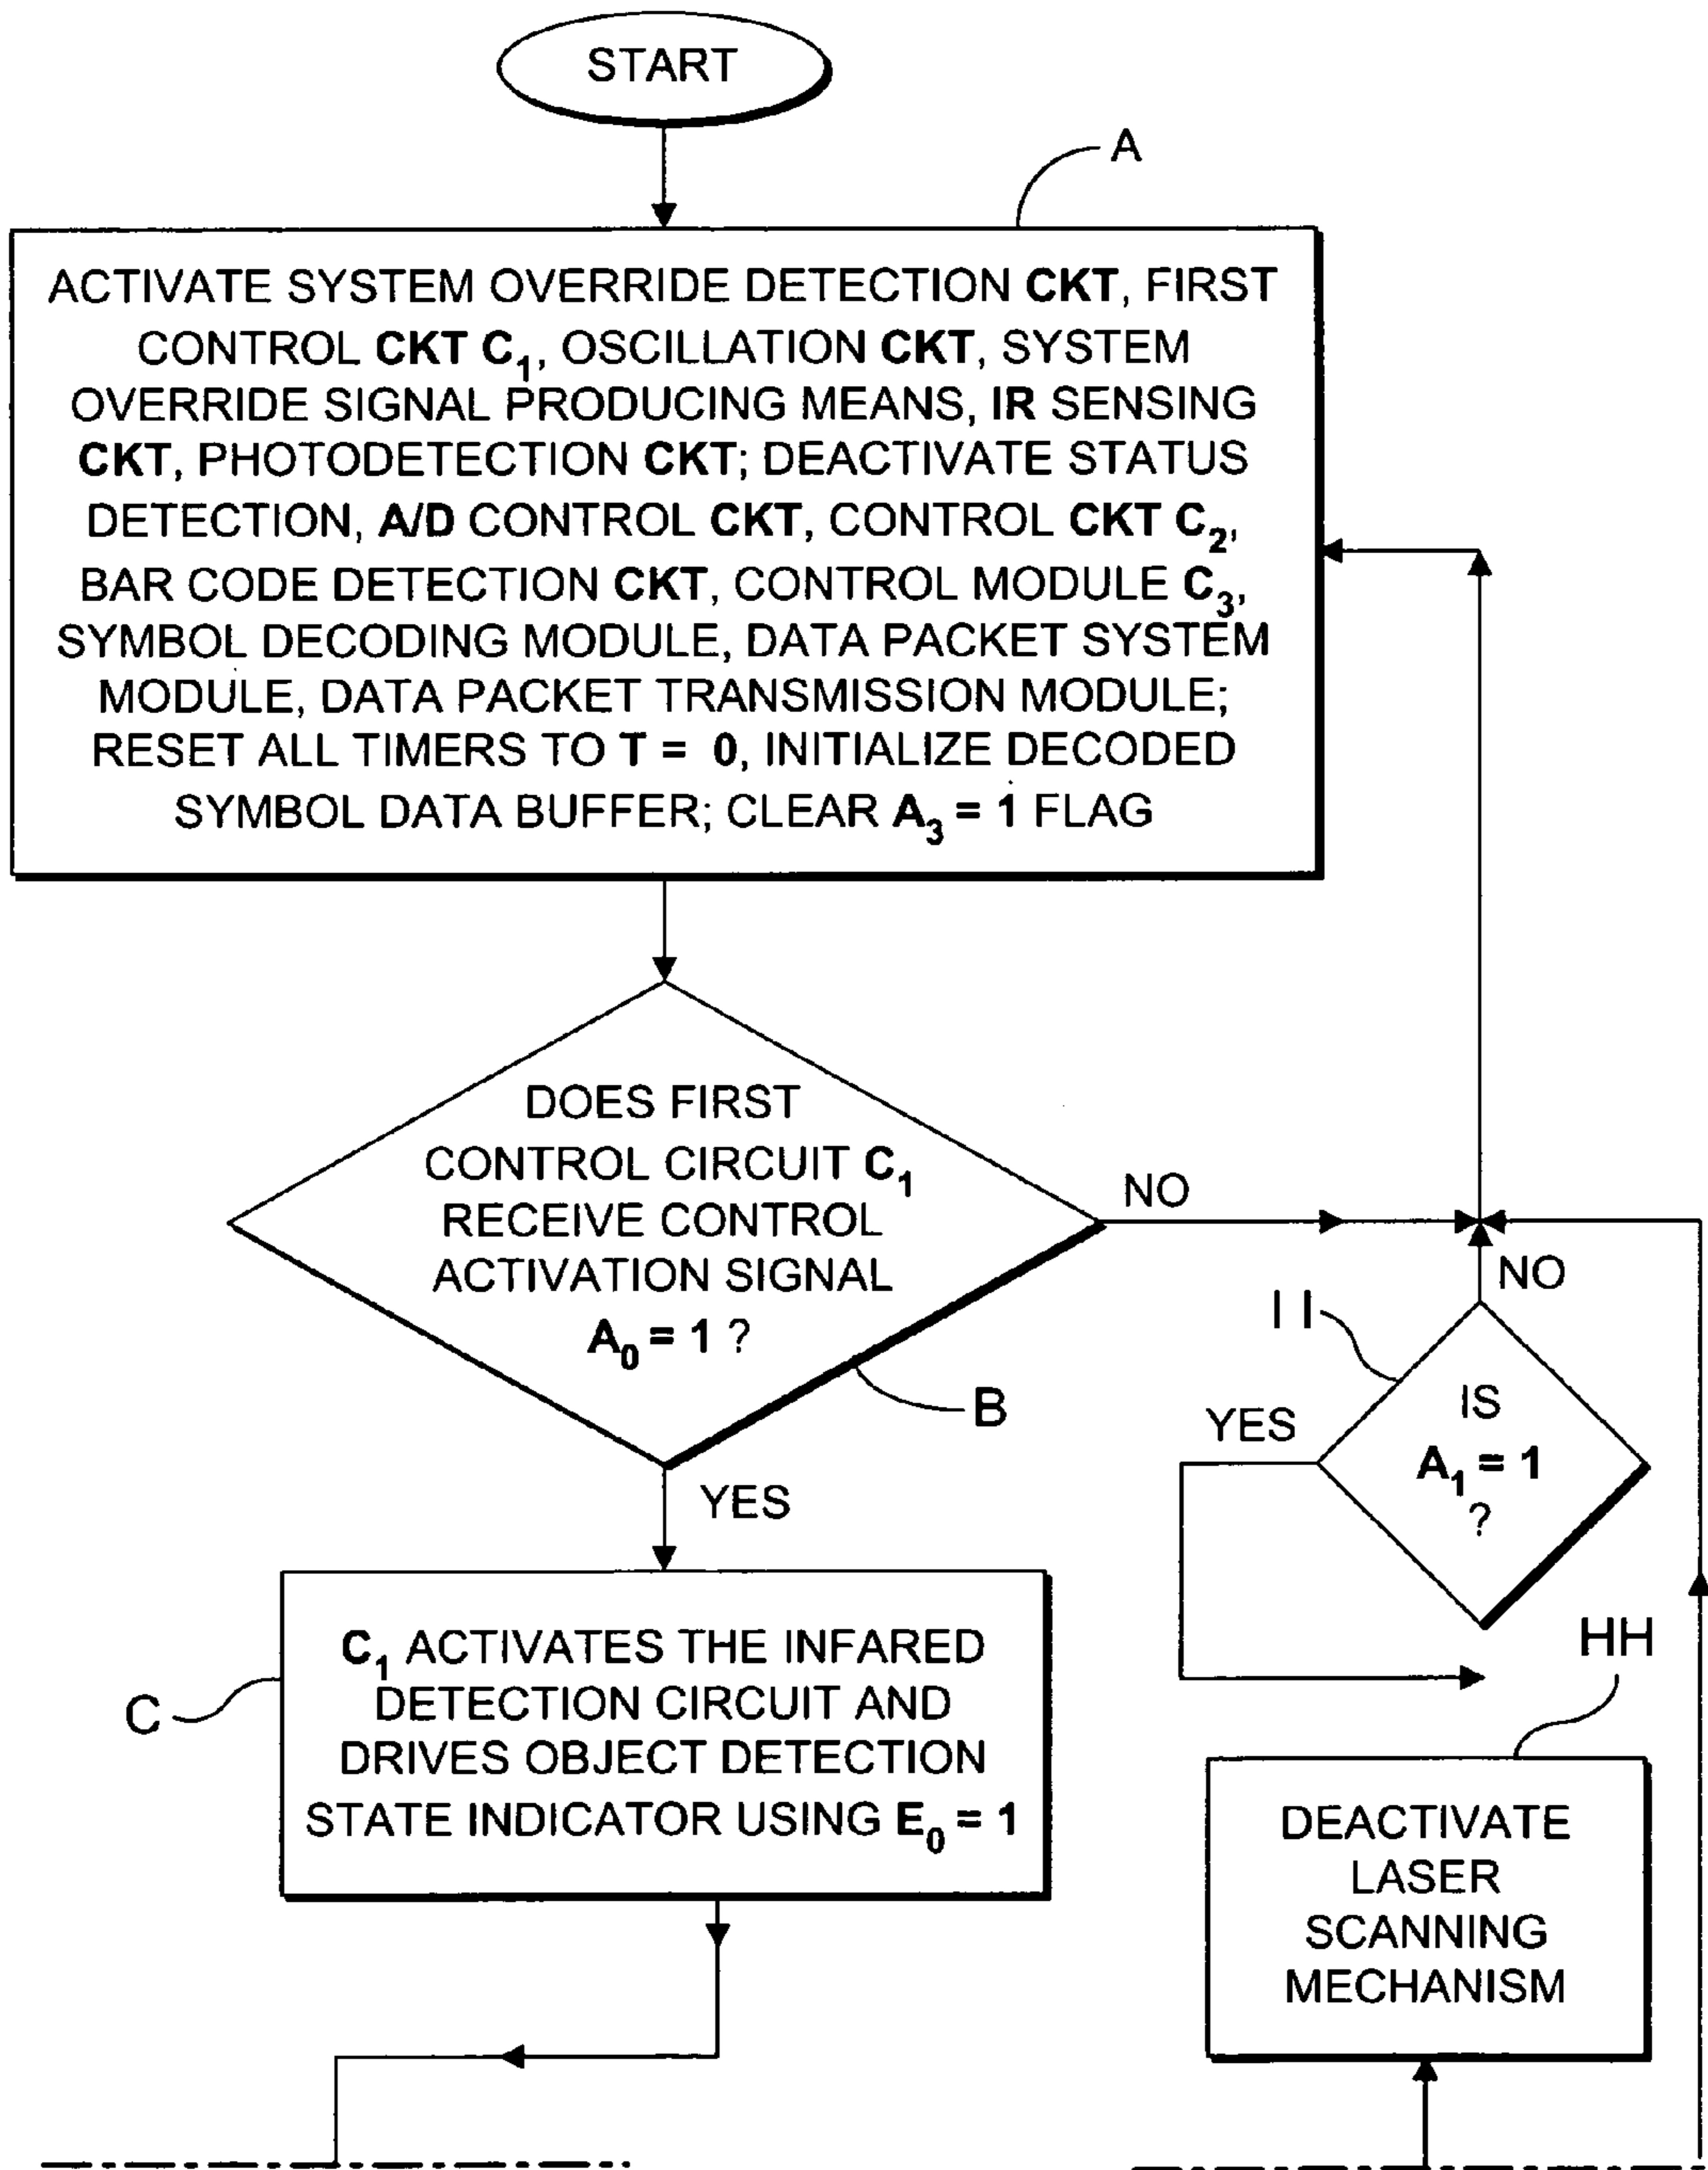 START
A
ACTIVATE SYSTEM OVERRIDE DETECTION CKT, FIRST
CONTROL CKT C₁, OSCILLATION CKT, SYSTEM
OVERRIDE SIGNAL PRODUCING MEANS, IR SENSING
CKT, PHOTODETECTION CKT; DEACTIVATE STATUS
DETECTION, A/D CONTROL CKT, CONTROL CKT C₂,
BAR CODE DETECTION CKT, CONTROL MODULE C₃,
SYMBOL DECODING MODULE, DATA PACKET SYSTEM
MODULE, DATA PACKET TRANSMISSION MODULE;
RESET ALL TIMERS TO T = 0, INITIALIZE DECODED
SYMBOL DATA BUFFER; CLEAR A₃ = 1 FLAG
DOES FIRST
CONTROL CIRCUIT C₁
RECEIVE CONTROL
ACTIVATION SIGNAL
A₀ = 1 ?
NO
B
YES
NO
I I
IS
A₁ = 1
?
YES
C₁ ACTIVATES THE INFARED
DETECTION CIRCUIT AND
DRIVES OBJECT DETECTION
STATE INDICATOR USING E₀ = 1
C
HH
DEACTIVATE
LASER
SCANNING
MECHANISM